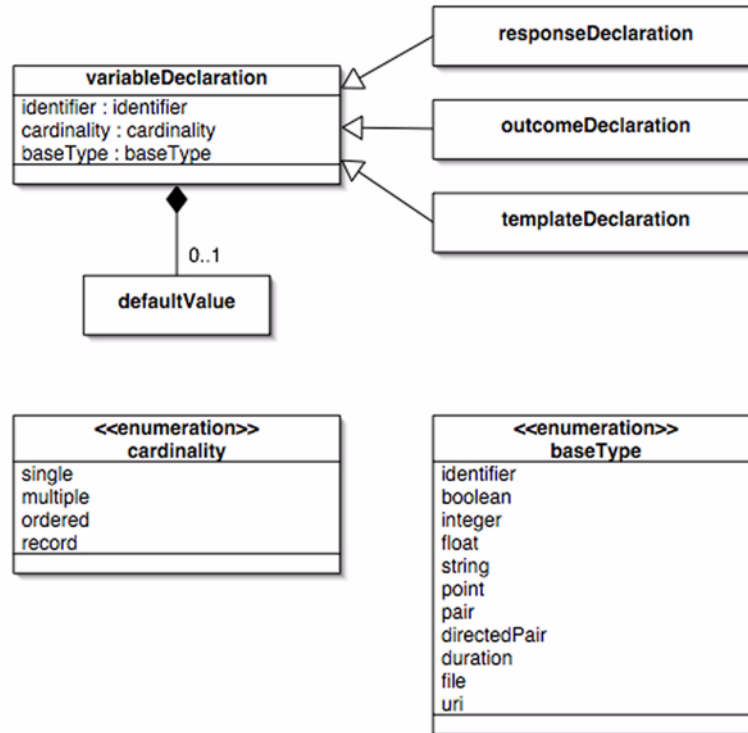 responseDeclaration
variableDeclaration
identifier : identifier
cardinality : cardinality
baseType : baseType
outcomeDeclaration
templateDeclaration
0..1
defaultValue
<<enumeration>>
cardinality
single
multiple
ordered
record
<<enumeration>>
baseType
identifier
boolean
integer
float
string
point
pair
directedPair
duration
file
uri